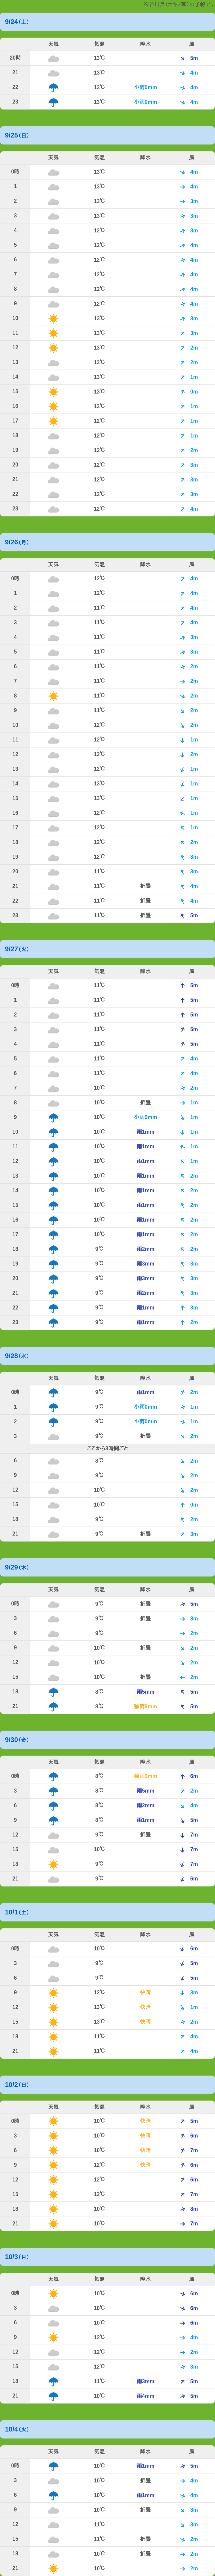 9/24(土)
天気 気温 降水 風
20時 13℃ 5m
21 13℃ 4m
22 13℃ 小雨0mm 4m
23 13℃ 小雨0mm 4m
9/25(日)
天気 気温 降水 風
0時 13℃ 4m
1 13℃ 4m
2 13℃ 3m
3 13℃ 3m
4 12℃ 3m
5 12℃ 4m
6 12℃ 4m
7 12℃ 4m
8 12℃ 4m
9 12℃ 4m
10 13℃ 3m
11 13℃ 3m
12 13℃ 2m
13 13℃ 2m
14 13℃ 1m
15 13℃ 0m
16 13℃ 1m
17 12℃ 1m
18 12℃ 1m
19 12℃ 2m
20 12℃ 3m
21 12℃ 3m
22 12℃ 3m
23 12℃ 4m
9/26(月)
天気 気温 降水 風
0時 12℃ 4m
1 12℃ 4m
2 11℃ 4m
3 11℃ 4m
4 11℃ 3m
5 11℃ 3m
6 11℃ 2m
7 11℃ 2m
8 11℃ 2m
9 11℃ 2m
10 12℃ 2m
11 12℃ 1m
12 12℃ 2m
13 13℃ 1m
14 13℃ 1m
15 13℃ 2m
16 12℃ 1m
17 12℃ 1m
18 12℃ 2m
19 12℃ 3m
20 11℃ 3m
21 11℃ 折畳 4m
22 11℃ 折畳 4m
23 11℃ 折畳 5m
9/27(火)
天気 気温 降水 風
0時 11℃ 5m
1 11℃ 5m
2 11℃ 5m
3 11℃ 5m
4 11℃ 5m
5 11℃ 4m
6 11℃ 4m
7 10℃ 2m
8 10℃ 折畳 1m
9 10℃ 小雨0mm 1m
10 10℃ 雨1mm 1m
11 10℃ 雨1mm 1m
12 10℃ 雨1mm 1m
13 10℃ 雨1mm 2m
14 10℃ 雨1mm 2m
15 10℃ 雨1mm 2m
16 10℃ 雨1mm 2m
17 10℃ 雨1mm 2m
18 9℃ 雨2mm 2m
19 9℃ 雨3mm 3m
20 9℃ 雨3mm 3m
21 9℃ 雨2mm 3m
22 9℃ 雨1mm 3m
23 9℃ 雨1mm 2m
9/28(水)
天気 気温 降水 風
0時 9℃ 雨1mm 2m
1 9℃ 小雨0mm 1m
2 9℃ 小雨0mm 1m
3 9℃ 折畳 2m
ここから3時間ごと
6 8℃ 2m
9 9℃ 2m
12 10℃ 2m
15 10℃ 0m
18 9℃ 2m
21 9℃ 折畳 3m
9/29(木)
天気 気温 降水 風
0時 9℃ 折畳 5m
3 9℃ 折畳 3m
6 9℃ 2m
9 10℃ 折畳 2m
12 10℃ 2m
15 10℃ 折畳 2m
18 8℃ 雨5mm 5m
21 8℃ 5m
9/30(金)
天気 気温 降水 風
0時 8℃ 6m
3 8℃ 雨5mm 2m
6 8℃ 雨2mm 4m
9 8℃ 雨1mm 5m
12 9℃ 折畳 7m
15 10℃ 7m
18 9℃ 7m
21 9℃ 6m
10/1(土)
天気 気温 降水 風
0時 10℃ 6m
3 9℃ 5m
6 9℃ 5m
9 12℃ 快晴 3m
12 13℃ 快晴 1m
15 13℃ 快晴 2m
18 11℃ 4m
21 11℃ 4m
10/2(日)
天気 気温 降水 風
0時 10℃ 快晴 5m
3 10℃ 快晴 6m
6 10℃ 快晴 7m
9 12℃ 快晴 6m
12 12℃ 6m
15 12℃ 7m
18 10℃ 8m
21 10℃ 7m
10/3(月)
天気 気温 降水 風
0時 10℃ 6m
3 10℃ 6m
6 10℃ 6m
9 12℃ 4m
12 12℃ 2m
15 12℃ 3m
18 11℃ 雨3mm 5m
21 10℃ 雨4mm 5m
10/4(火)
天気 気温 降水 風
0時 10℃ 雨1mm 5m
3 10℃ 折畳 4m
6 10℃ 雨1mm 4m
9 10℃ 折畳 3m
12 11℃ 3m
15 11℃ 折畳 2m
18 10℃ 折畳 2m
21 10℃ 2m